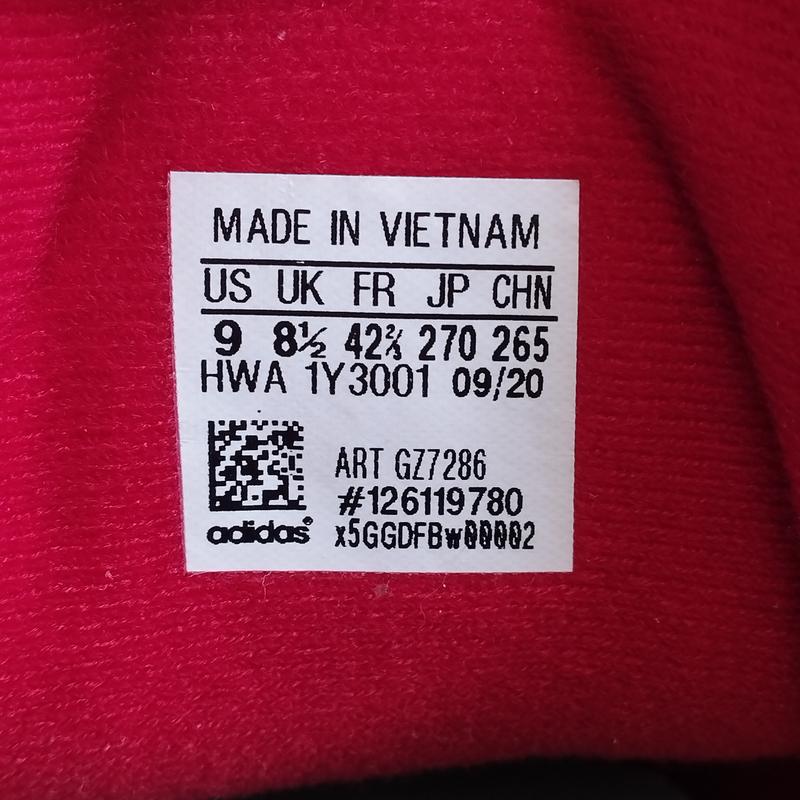 MADE IN VIETNAM
US UK FR JP CHN
9 8½ 42⅔ 270 265
HWA 1Y3001 09/20
ART GZ7286
#126119780
adidas® x5GGDFBw00002